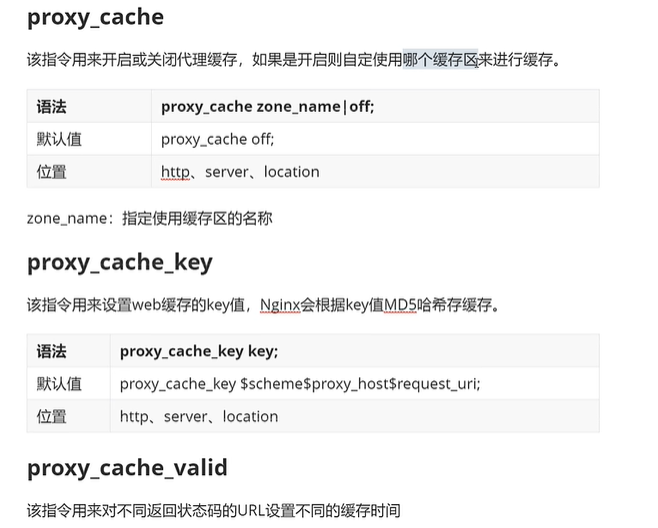 proxy_cache
该指令用来开启或关闭代理缓存，如果是开启则自定使用哪个缓存区来进行缓存。
语法 proxy_cache zone_name|off;
默认值 proxy_cache off;
位置 http、server、location
zone_name：指定使用缓存区的名称
proxy_cache_key
该指令用来设置web缓存的key值，Nginx会根据key值MD5哈希存缓存。
语法 proxy_cache_key key;
默认值 proxy_cache_key $scheme$proxy_host$request_uri;
位置 http、server、location
proxy_cache_valid
该指令用来对不同返回状态码的URL设置不同的缓存时间